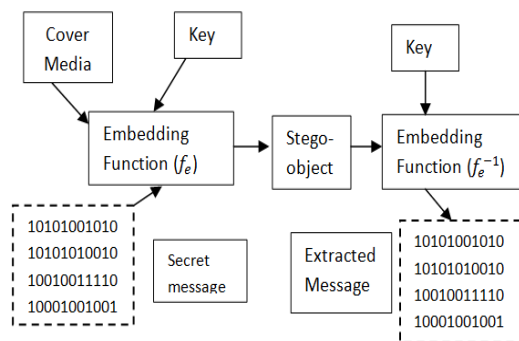 Cover
Media
Key
Key
Embedding
Function (fₑ)
Stego-
object
Embedding
Function (fₑ⁻¹)
10101001010
10101010010
10010011110
10001001001
Secret
message
Extracted
Message
10101001010
10101010010
10010011110
10001001001